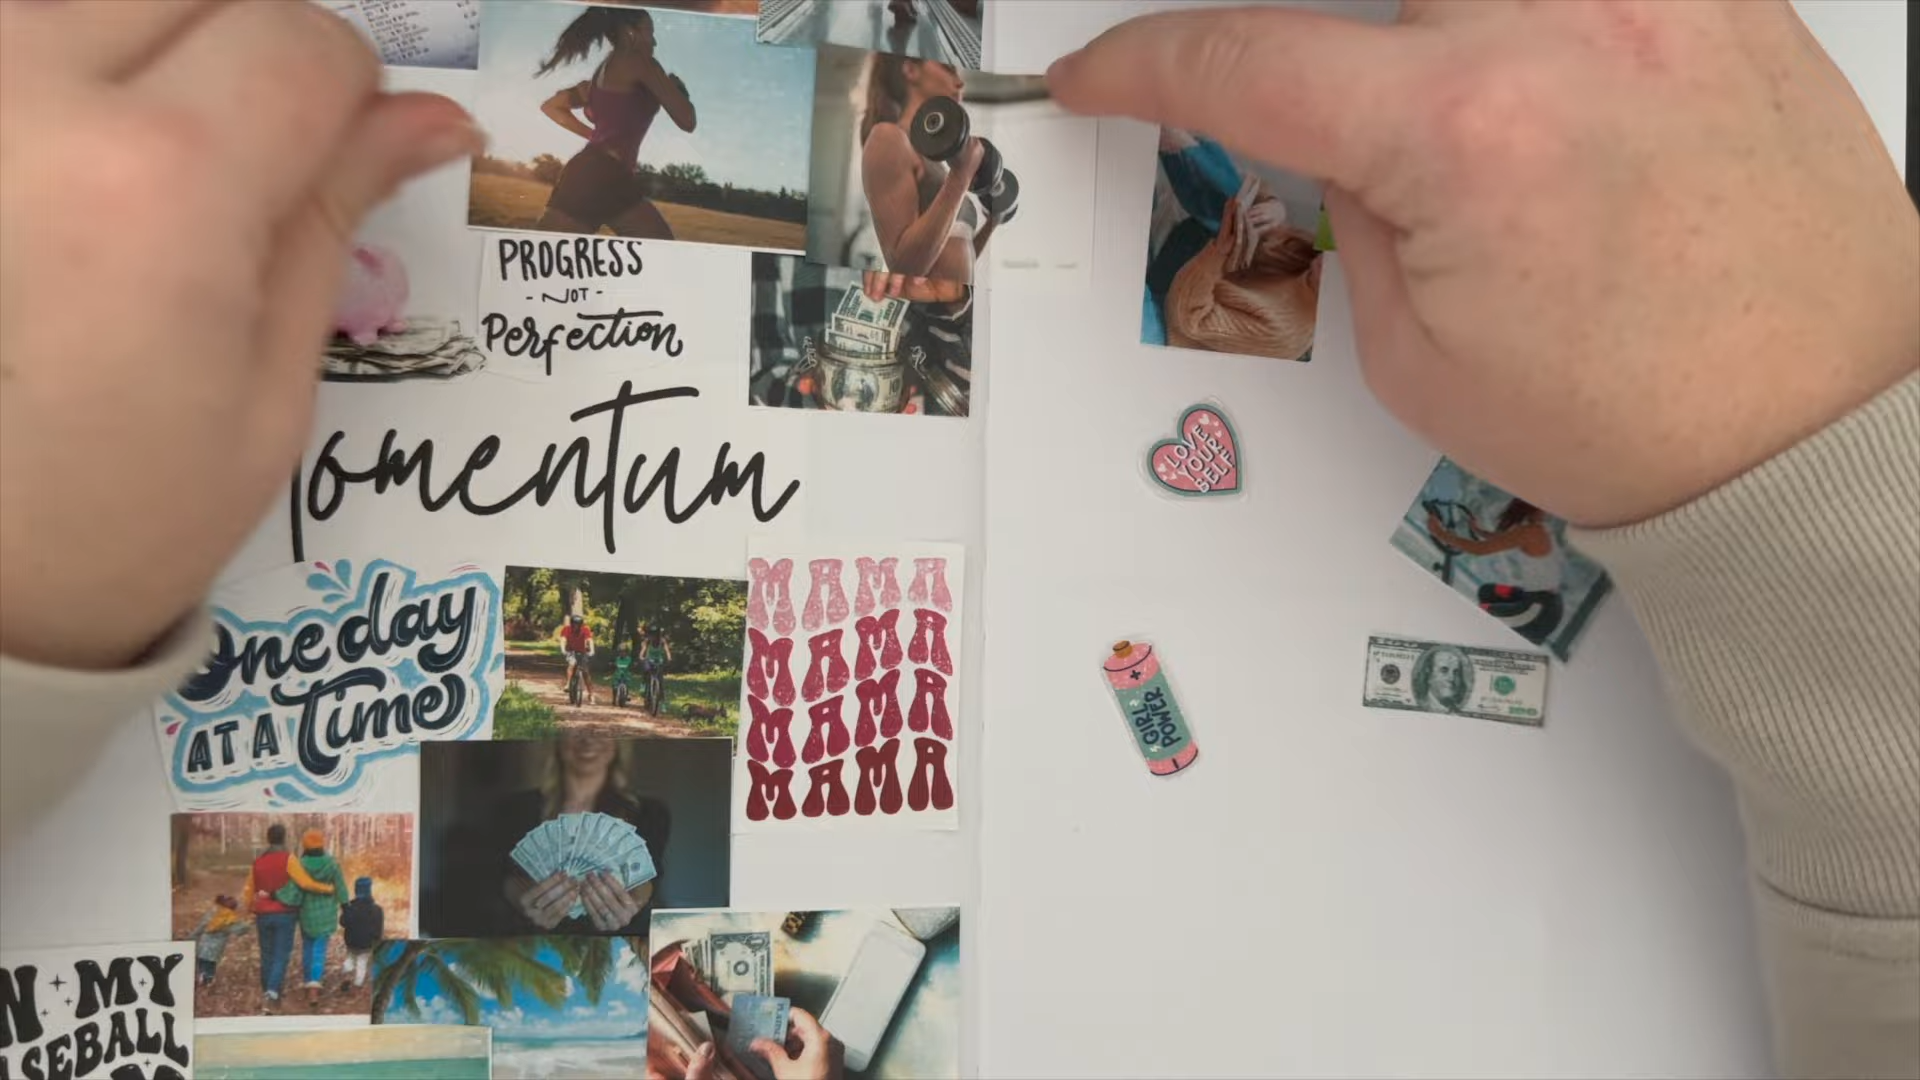 PROGRESS
- NOT -
Perfection
omentum
One day
AT A Time
MAMA
MAMA
MAMA
MAMA
LOVE
YOUR
SELF
+
GIRL
POWER
-
N MY
SEBALL